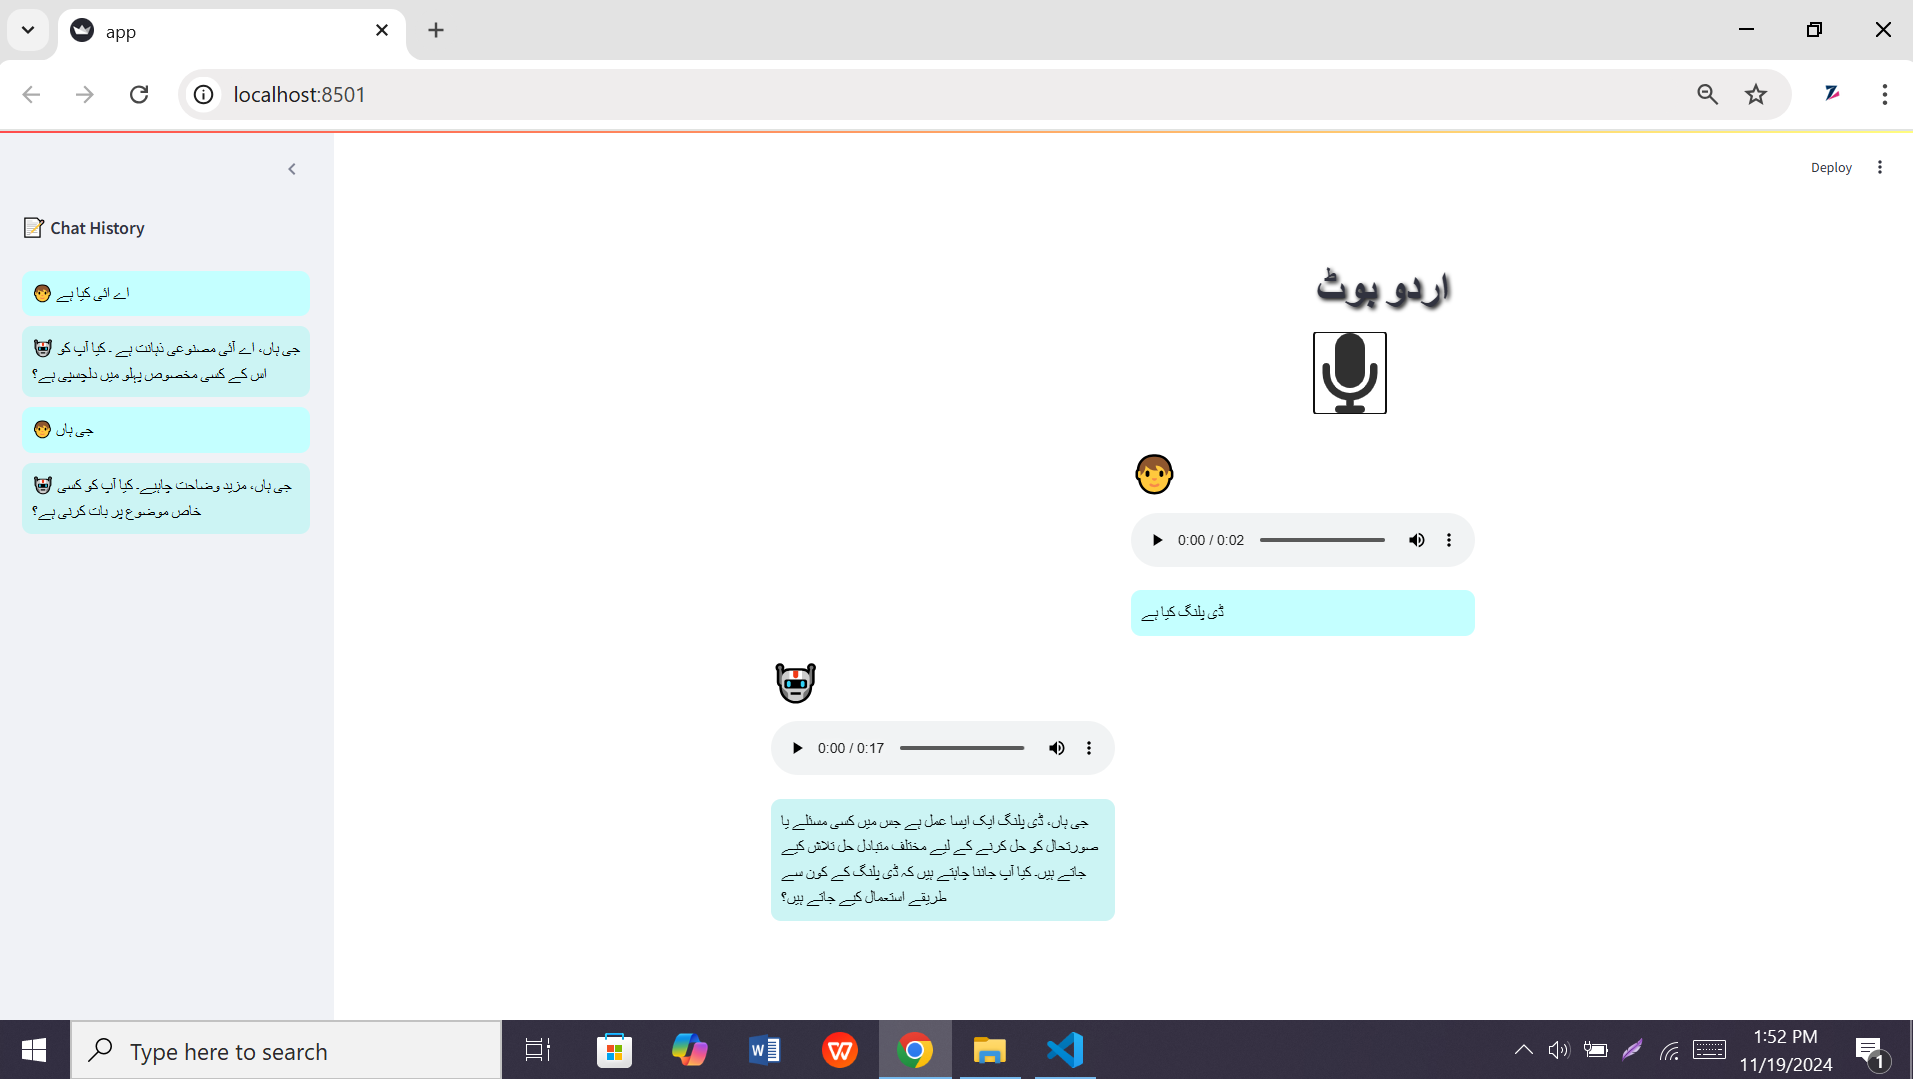 app
localhost:8501
Deploy
Chat History
اے ائی کیا ہے
جی ہاں، اے آئی مصنوعی ذہانت ہے ۔ کیا آپ کو
اس کے کسی مخصوص پہلو میں دلچسپی ہے؟
جی ہاں
جی ہاں، مزید وضاحت چاہیے۔ کیا آپ کو کسی
خاص موضوع پر بات کرنی ہے؟
اردو بوٹ
0:00 / 0:02
ڈی پلنگ کیا ہے
0:00 / 0:17
جی ہاں، ڈی پلنگ ایک ایسا عمل ہے جس میں کسی مسئلے یا
صورتحال کو حل کرنے کے لیے مختلف متبادل حل تلاش کیے
جاتے ہیں۔ کیا آپ جاننا چاہتے ہیں کہ ڈی پلنگ کے کون سے
طریقے استعمال کیے جاتے ہیں؟
Type here to search
1:52 PM
11/19/2024
1